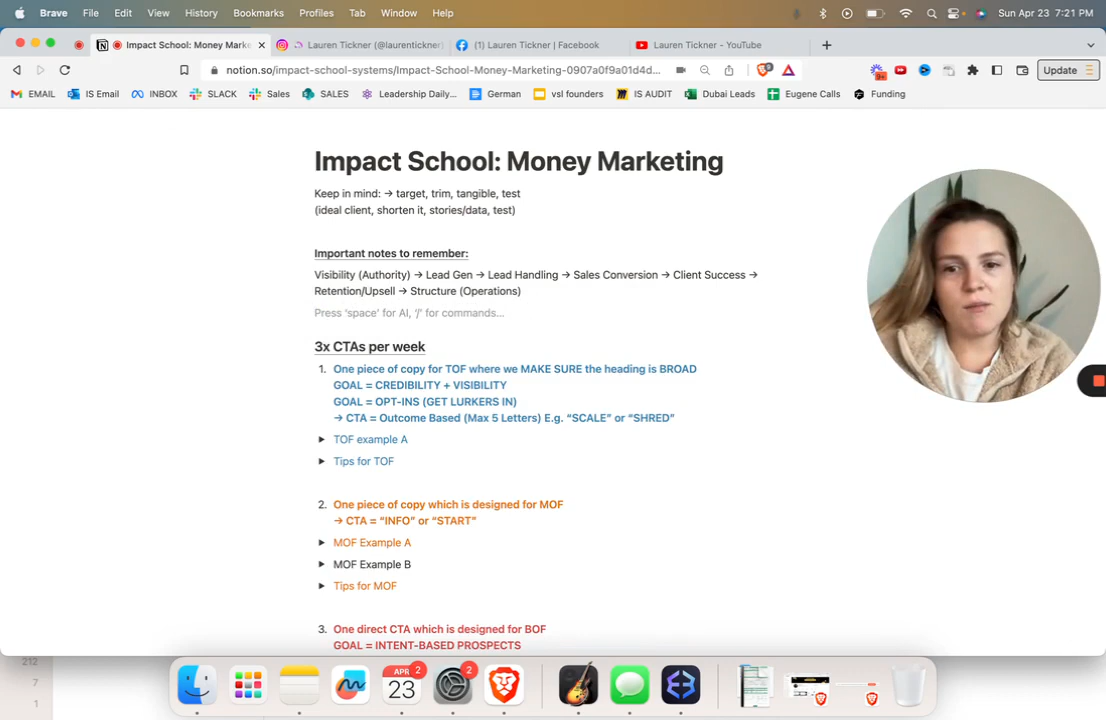 Brave File Edit View History Bookmarks Profiles Tab Window Help Sun Apr 23 7:21 PM
Impact School: Money Marke Lauren Tickner (@laurentickner) (1) Lauren Tickner | Facebook Lauren Tickner - YouTube
notion.so/impact-school-systems/Impact-School-Money-Marketing-0907a0f9a01d4d... Update
EMAIL IS Email INBOX SLACK Sales SALES Leadership Daily... German vsl founders IS AUDIT Dubai Leads Eugene Calls Funding
Impact School: Money Marketing
Keep in mind: → target, trim, tangible, test
(ideal client, shorten it, stories/data, test)
Important notes to remember:
Visibility (Authority) → Lead Gen → Lead Handling → Sales Conversion → Client Success →
Retention/Upsell → Structure (Operations)
Press 'space' for AI, '/' for commands...
3x CTAs per week
1. One piece of copy for TOF where we MAKE SURE the heading is BROAD
GOAL = CREDIBILITY + VISIBILITY
GOAL = OPT-INS (GET LURKERS IN)
→ CTA = Outcome Based (Max 5 Letters) E.g. “SCALE” or “SHRED”
TOF example A
Tips for TOF
2. One piece of copy which is designed for MOF
→ CTA = “INFO” or “START”
MOF Example A
MOF Example B
Tips for MOF
3. One direct CTA which is designed for BOF
GOAL = INTENT-BASED PROSPECTS
212
7
1
APR 2
23
2